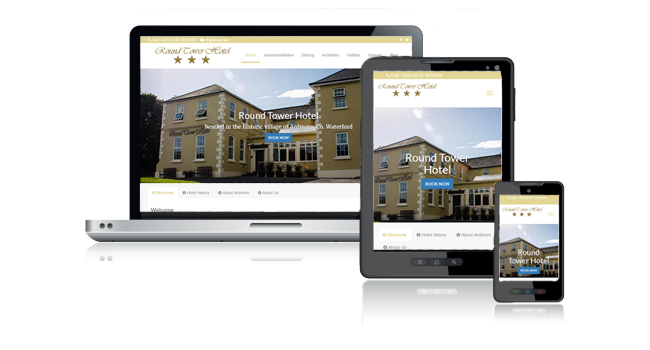 Round Tower Hotel
Home Accommodation Dining Activities Gallery Contact
Round Tower Hotel
Nestled in the historic village of Ardmore, Co. Waterford
BOOK NOW
Welcome Hotel History About Ardmore About Us
Welcome
Round Tower Hotel
Round Tower
Hotel
BOOK NOW
Welcome Hotel History About Ardmore
About Us
Round Tower Hotel
Round
Tower Hotel
BOOK NOW